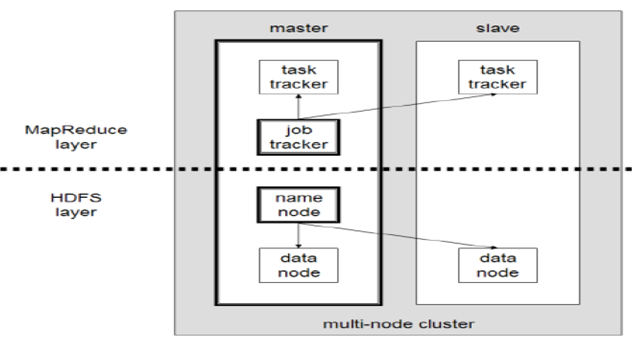 master
slave
task
tracker
task
tracker
MapReduce
layer
job
tracker
HDFS
layer
name
node
data
node
data
node
multi-node cluster